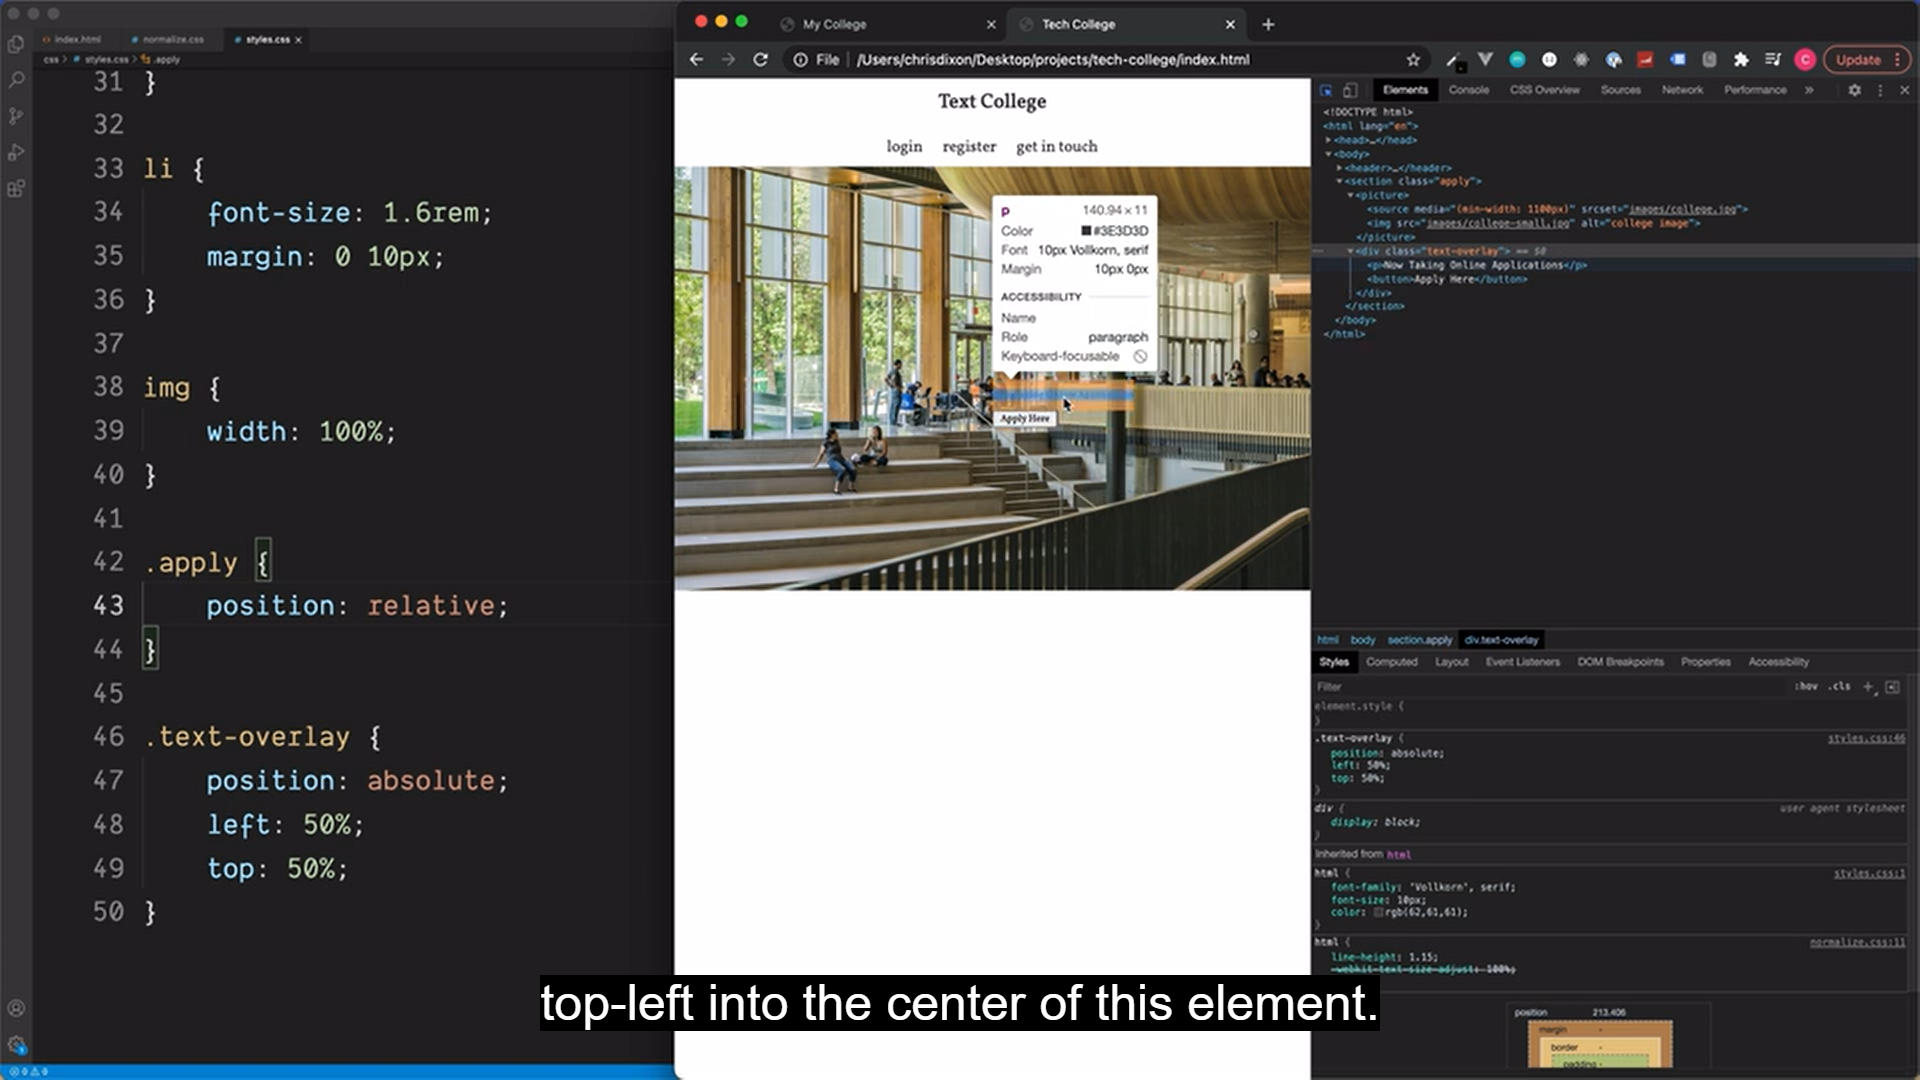 index.html
normalize.css
styles.css
css > styles.css > .apply
31 }
32
33 li {
34 font-size: 1.6rem;
35 margin: 0 10px;
36 }
37
38 img {
39 width: 100%;
40 }
41
42 .apply {
43 position: relative;
44 }
45
46 .text-overlay {
47 position: absolute;
48 left: 50%;
49 top: 50%;
50 }
My College
Tech College
File
/Users/chrisdixon/Desktop/projects/tech-college/index.html
C
Update
Text College
login register get in touch
p 140.94×11
Color #3E3D3D
Font 10px Vollkorn, serif
Margin 10px 0px
ACCESSIBILITY
Name
Role paragraph
Keyboard-focusable
Apply Here
Elements Console CSS Overview Sources Network Performance »
<!DOCTYPE html>
<html lang="en">
<head>…</head>
<body>
<header>…</header>
<section class="apply">
<picture>
<source media="(min-width: 1100px)" srcset="images/college.jpg">
<img src="images/college-small.jpg" alt="college image">
</picture>
<div class="text-overlay"> == $0
<p>Now Taking Online Applications</p>
<button>Apply Here</button>
</div>
</section>
</body>
</html>
html body section.apply div.text-overlay
Styles Computed Layout Event Listeners DOM Breakpoints Properties Accessibility
Filter :hov .cls +
element.style {
}
.text-overlay { styles.css:46
position: absolute;
left: 50%;
top: 50%;
}
div { user agent stylesheet
display: block;
}
Inherited from html
html { styles.css:1
font-family: 'Vollkorn', serif;
font-size: 10px;
color: rgb(62,61,61);
}
html { normalize.css:11
line-height: 1.15;
-webkit-text-size-adjust: 100%;
position 213.406
margin -
border -
padding -
top-left into the center of this element.
0 0